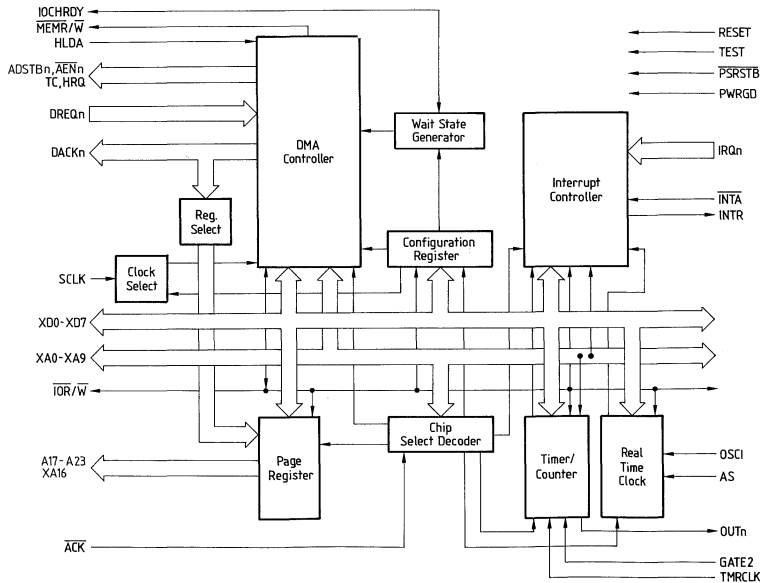 IOCHRDY
MEMR/W
HLDA
ADSTBn,AENn
TC,HRQ
DREQn
DACKn
SCLK
XD0-XD7
XA0-XA9
IOR/W
A17-A23
XA16
ACK
Reg.
Select
Clock
Select
DMA
Controller
Wait State
Generator
Configuration
Register
Page
Register
Chip
Select Decoder
Interrupt
Controller
Timer/
Counter
Real
Time
Clock
RESET
TEST
PSRSTB
PWRGD
IRQn
INTA
INTR
OSCI
AS
OUTn
GATE2
TMRCLK